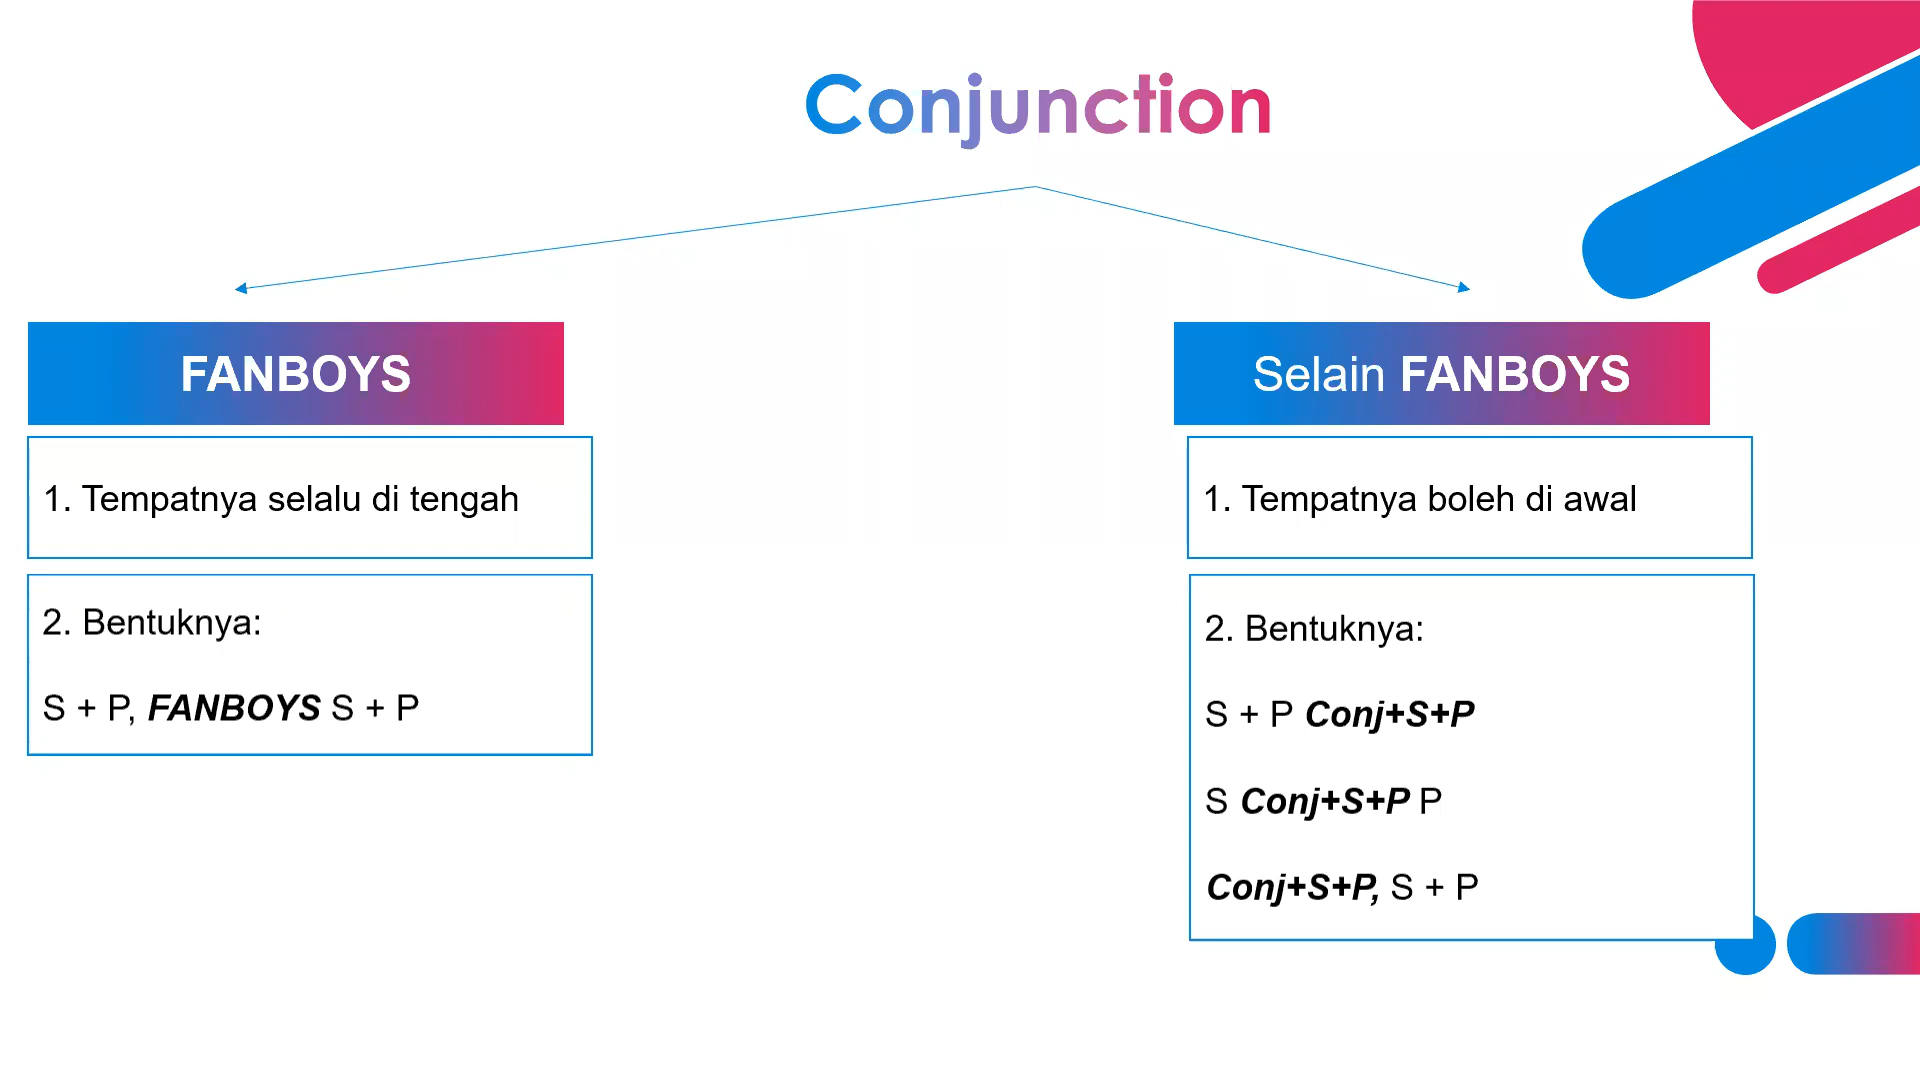 Conjunction
FANBOYS
1. Tempatnya selalu di tengah
2. Bentuknya:
S + P, FANBOYS S + P
Selain FANBOYS
1. Tempatnya boleh di awal
2. Bentuknya:
S + P Conj+S+P
S Conj+S+P P
Conj+S+P, S + P